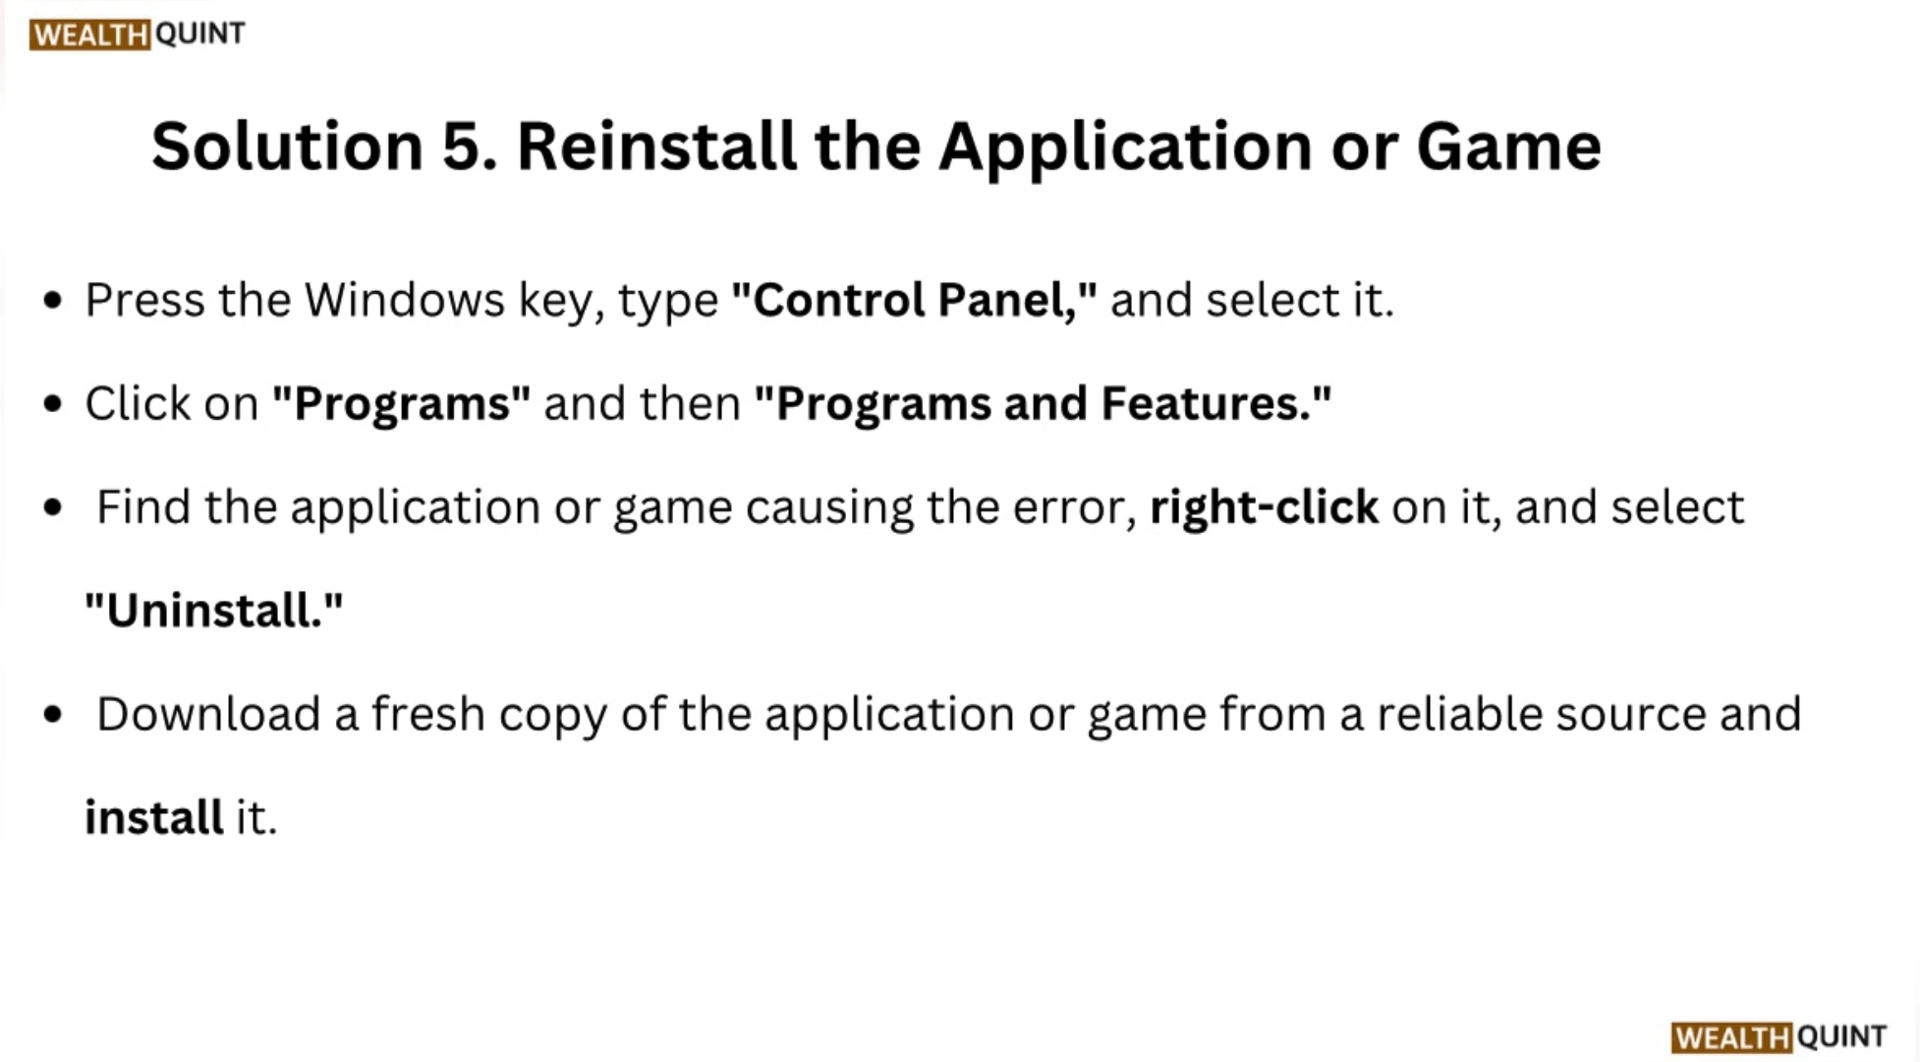 WEALTH QUINT
Solution 5. Reinstall the Application or Game
• Press the Windows key, type "Control Panel," and select it.
• Click on "Programs" and then "Programs and Features."
• Find the application or game causing the error, right-click on it, and select
"Uninstall."
• Download a fresh copy of the application or game from a reliable source and
install it.
WEALTH QUINT